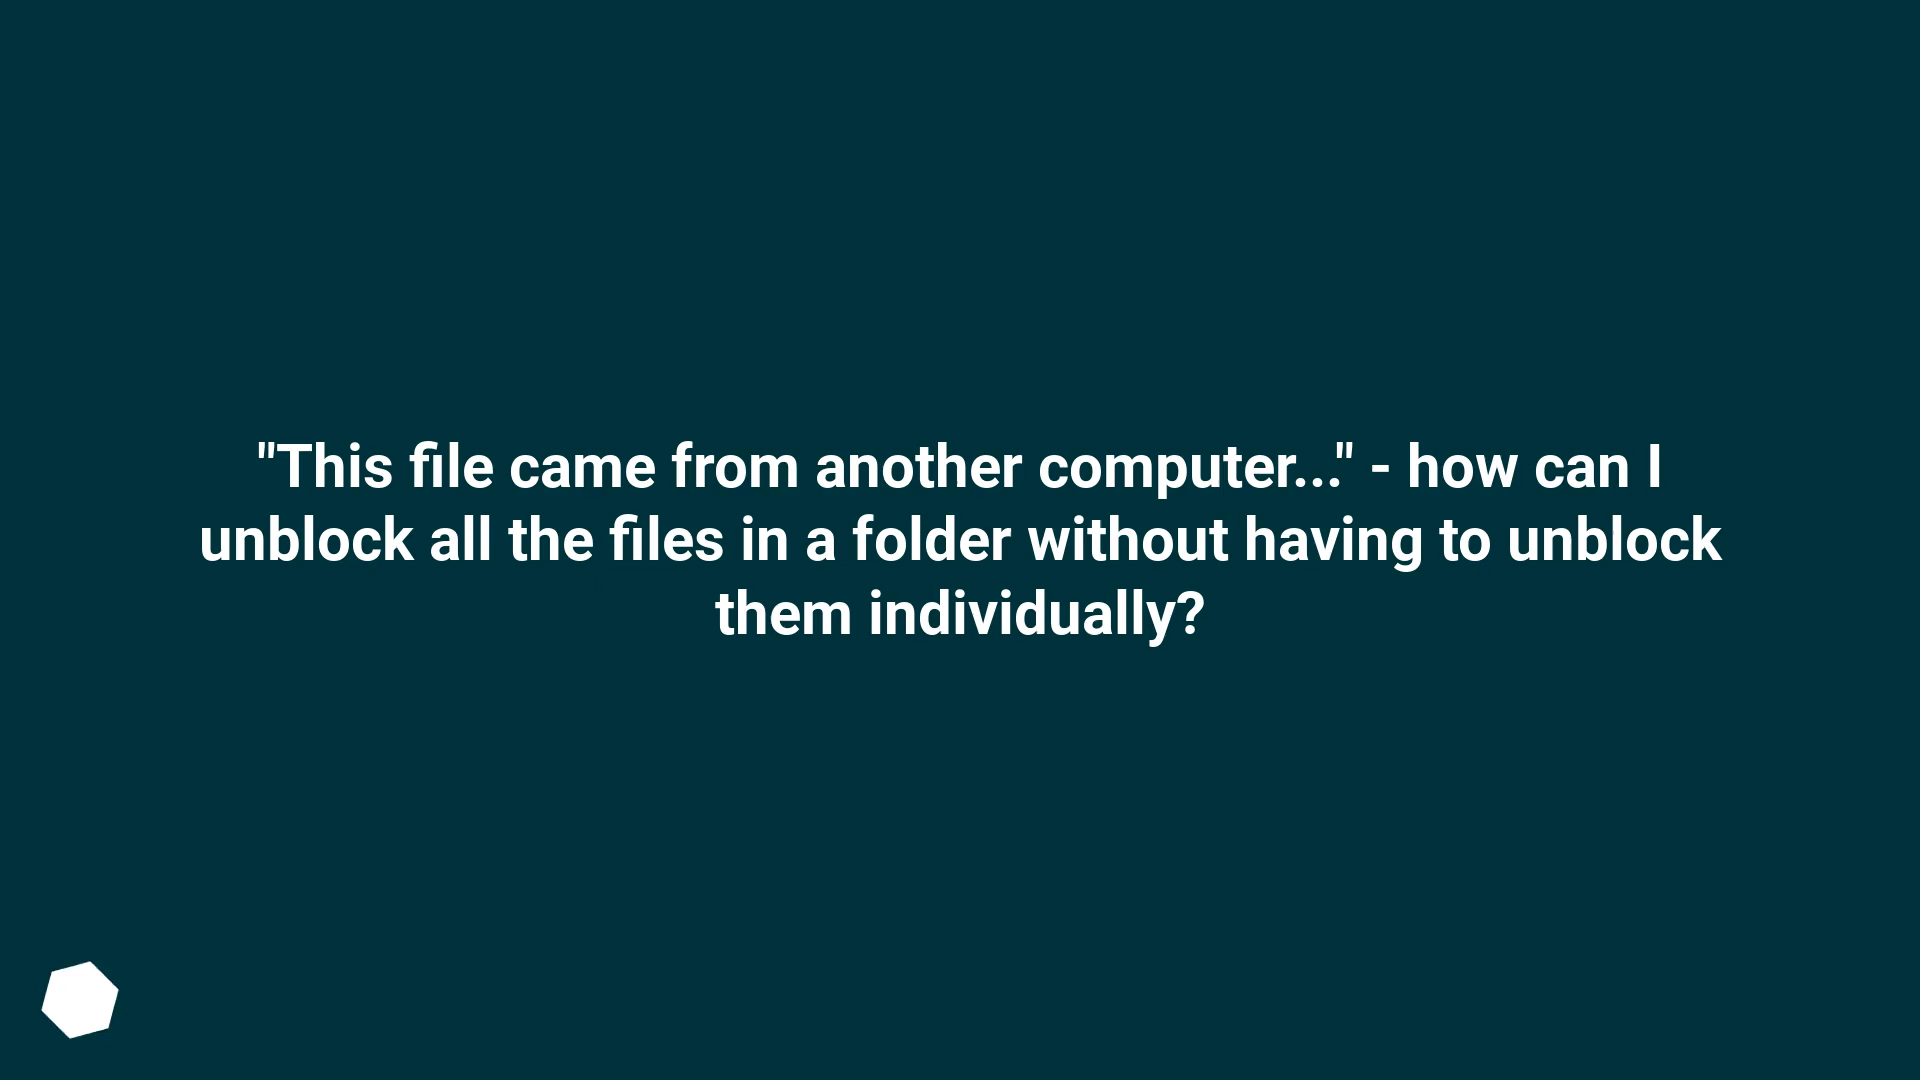 "This file came from another computer..." - how can I
unblock all the files in a folder without having to unblock
them individually?